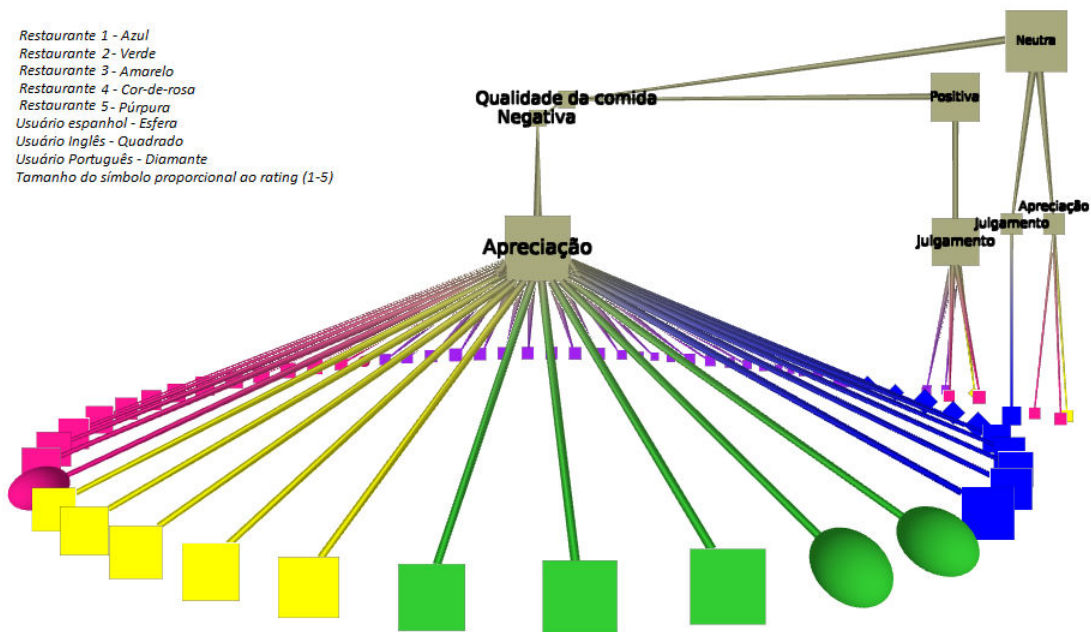 Restaurante 1 - Azul
Restaurante 2 - Verde
Restaurante 3 - Amarelo
Restaurante 4 - Cor-de-rosa
Restaurante 5 - Púrpura
Usuário espanhol - Esfera
Usuário Inglês - Quadrado
Usuário Português - Diamante
Tamanho do símbolo proporcional ao rating (1-5)
Neutra
Qualidade da comida
Positiva
Negativa
Apreciação
Julgamento
Julgamento
Apreciação